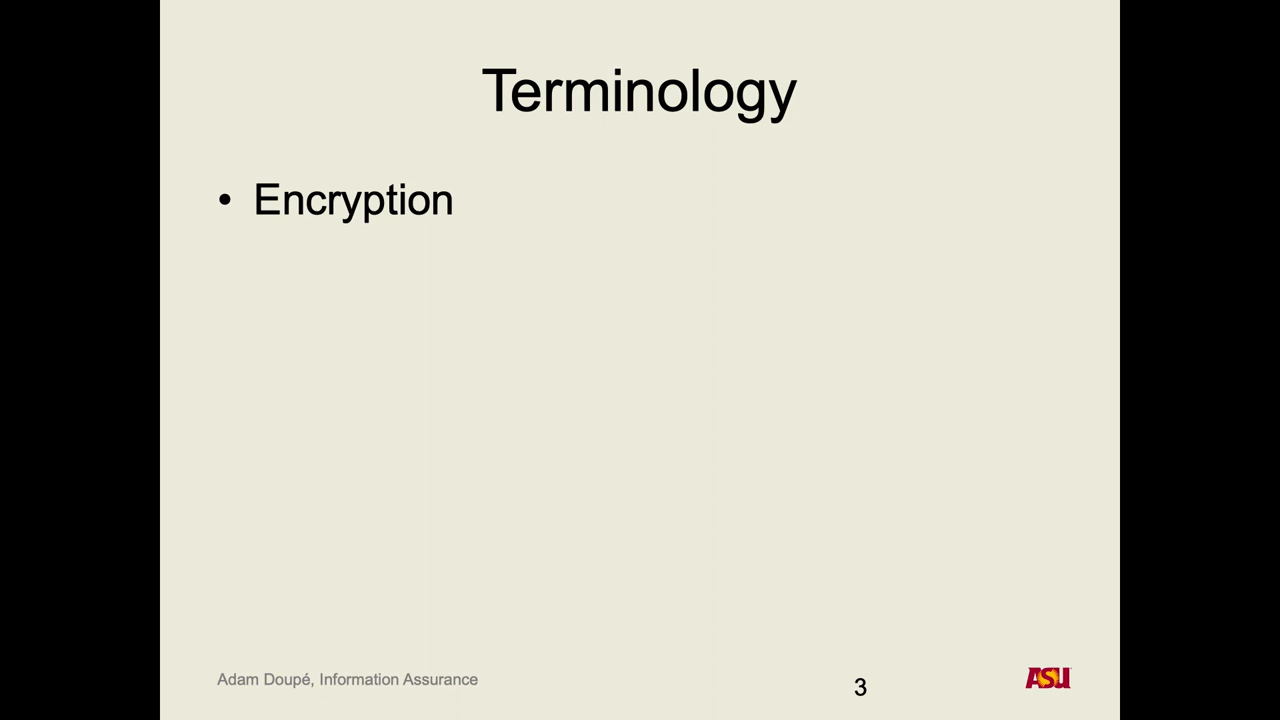 Terminology
• Encryption
Adam Doupé, Information Assurance
3
ASU